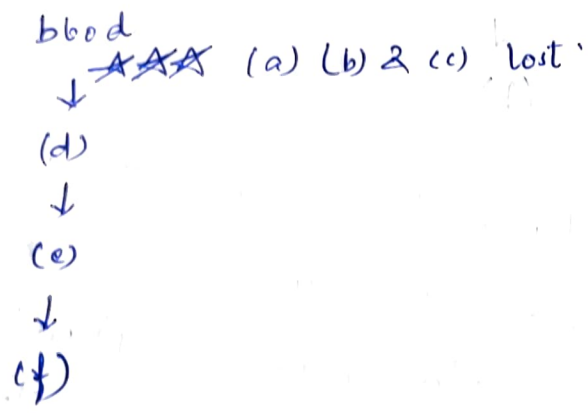 blood
↓ (a) (b) & (c) lost
(d)
↓
(e)
↓
(f)